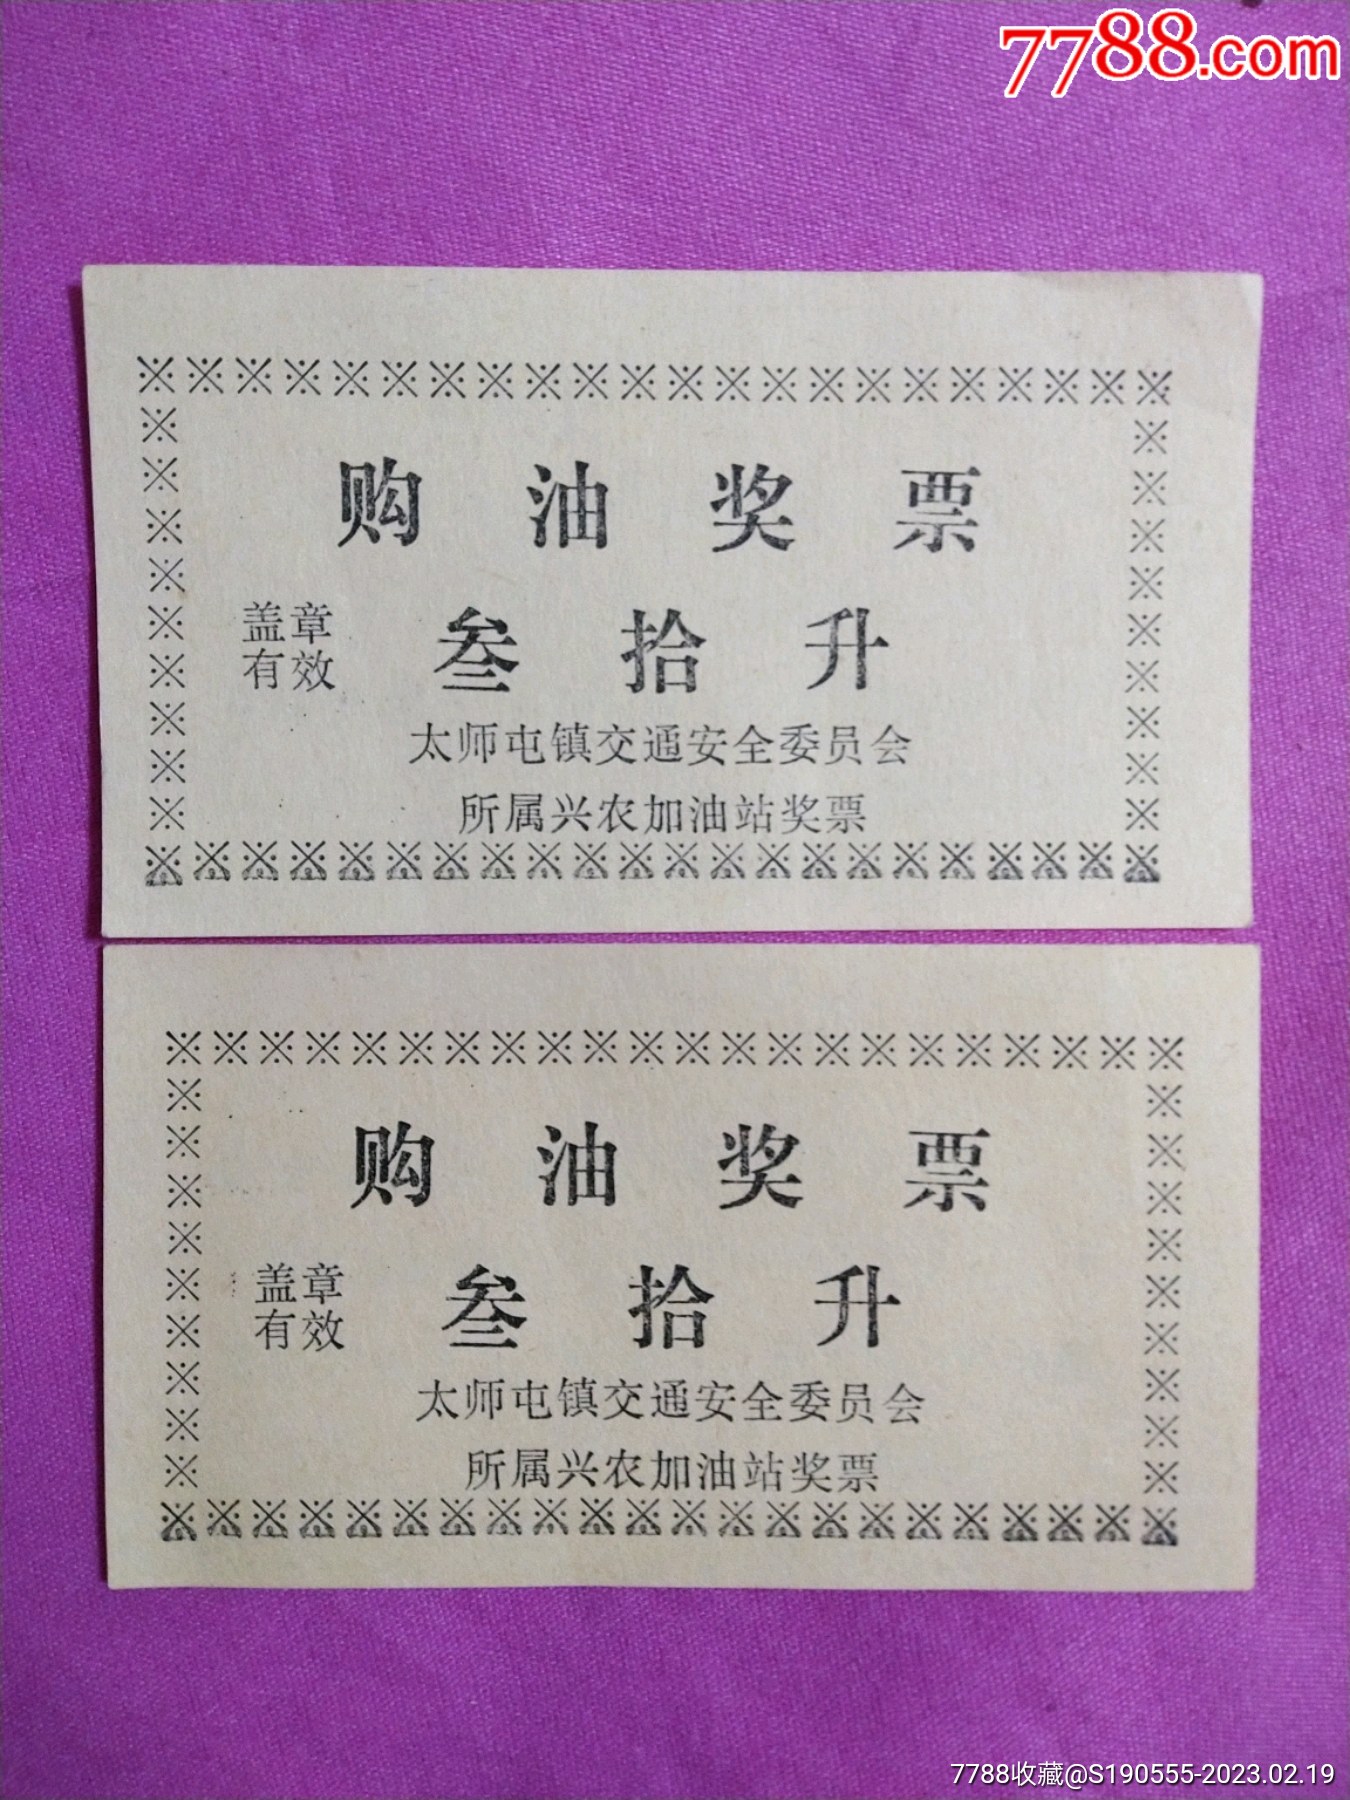 7788.com
购油奖票
盖章
有效
叁拾升
太师屯镇交通安全委员会
所属兴农加油站奖票
购油奖票
盖章
有效
叁拾升
太师屯镇交通安全委员会
所属兴农加油站奖票
7788收藏@S190555-2023.02.19